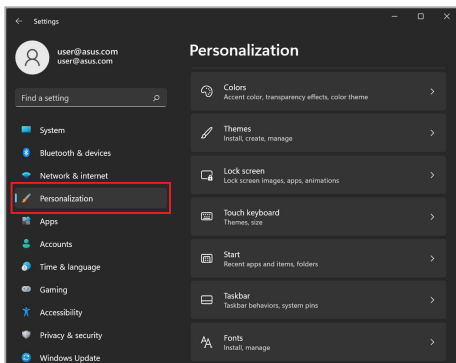 Settings
user@asus.com
user@asus.com
Find a setting
System
Bluetooth & devices
Network & internet
Personalization
Apps
Accounts
Time & language
Gaming
Accessibility
Privacy & security
Windows Update
Personalization
Colors
Accent color, transparency effects, color theme
Themes
Install, create, manage
Lock screen
Lock screen images, apps, animations
Touch keyboard
Themes, size
Start
Recent apps and items, folders
Taskbar
Taskbar behaviors, system pins
Fonts
Install, manage